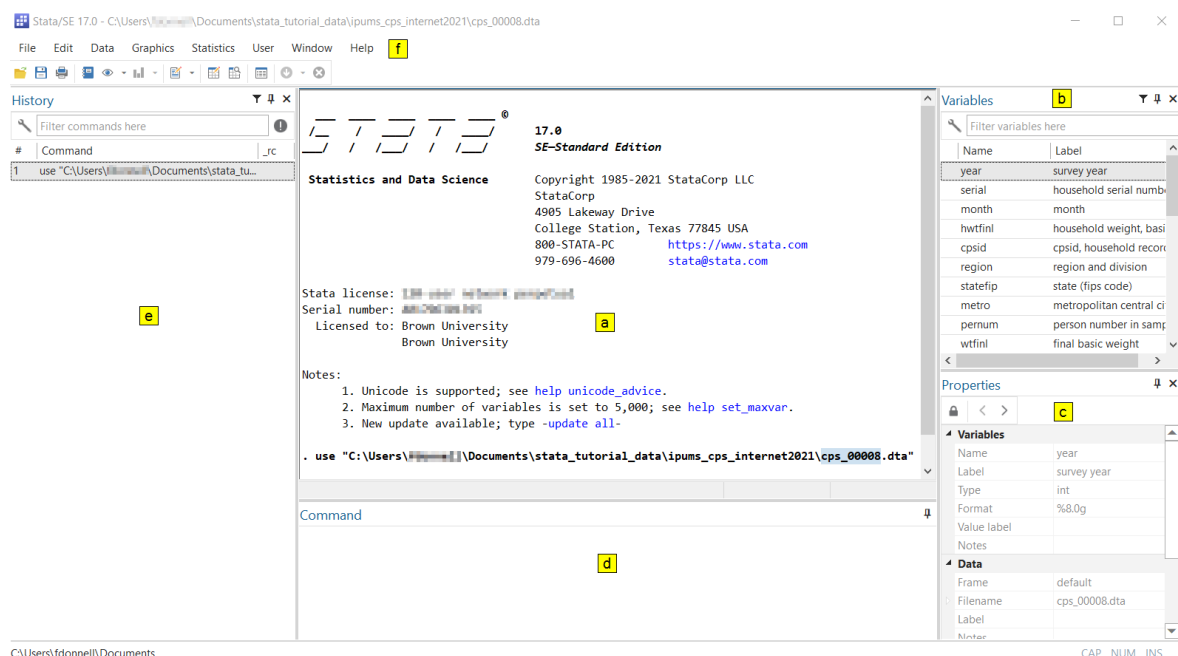 Stata/SE 17.0 - C:\Users\ \Documents\stata_tutorial_data\ipums_cps_internet2021\cps_00008.dta
File Edit Data Graphics Statistics User Window Help f
History
Filter commands here
# Command _rc
1 use "C:\Users\ \Documents\stata_tu...
e
©
17.0
SE—Standard Edition
Statistics and Data Science Copyright 1985-2021 StataCorp LLC
StataCorp
4905 Lakeway Drive
College Station, Texas 77845 USA
800-STATA-PC https://www.stata.com
979-696-4600 stata@stata.com
Stata license:
Serial number:
Licensed to: Brown University
Brown University
a
Notes:
1. Unicode is supported; see help unicode_advice.
2. Maximum number of variables is set to 5,000; see help set_maxvar.
3. New update available; type -update all-
. use "C:\Users\ \Documents\stata_tutorial_data\ipums_cps_internet2021\cps_00008.dta"
Command
d
Variables b
Filter variables here
Name Label
year survey year
serial household serial numb
month month
hwtfinl household weight, basi
cpsid cpsid, household record
region region and division
statefip state (fips code)
metro metropolitan central ci
pernum person number in samp
wtfinl final basic weight
Properties
c
Variables
Name year
Label survey year
Type int
Format %8.0g
Value label
Notes
Data
Frame default
Filename cps_00008.dta
Label
Notes
C:\Users\fdonnell\Documents
CAP NUM INS